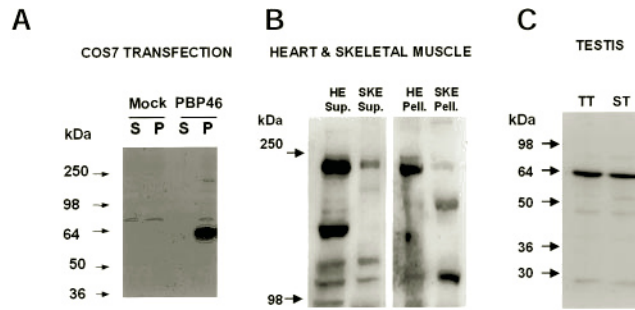 A
COS7 TRANSFECTION
Mock PBP46
S P S P
kDa
250
98
64
50
36
B
HEART & SKELETAL MUSCLE
HE SKE HE SKE
Sup. Sup. Pell. Pell.
kDa
250
98
C
TESTIS
TT ST
kDa
98
64
50
36
30